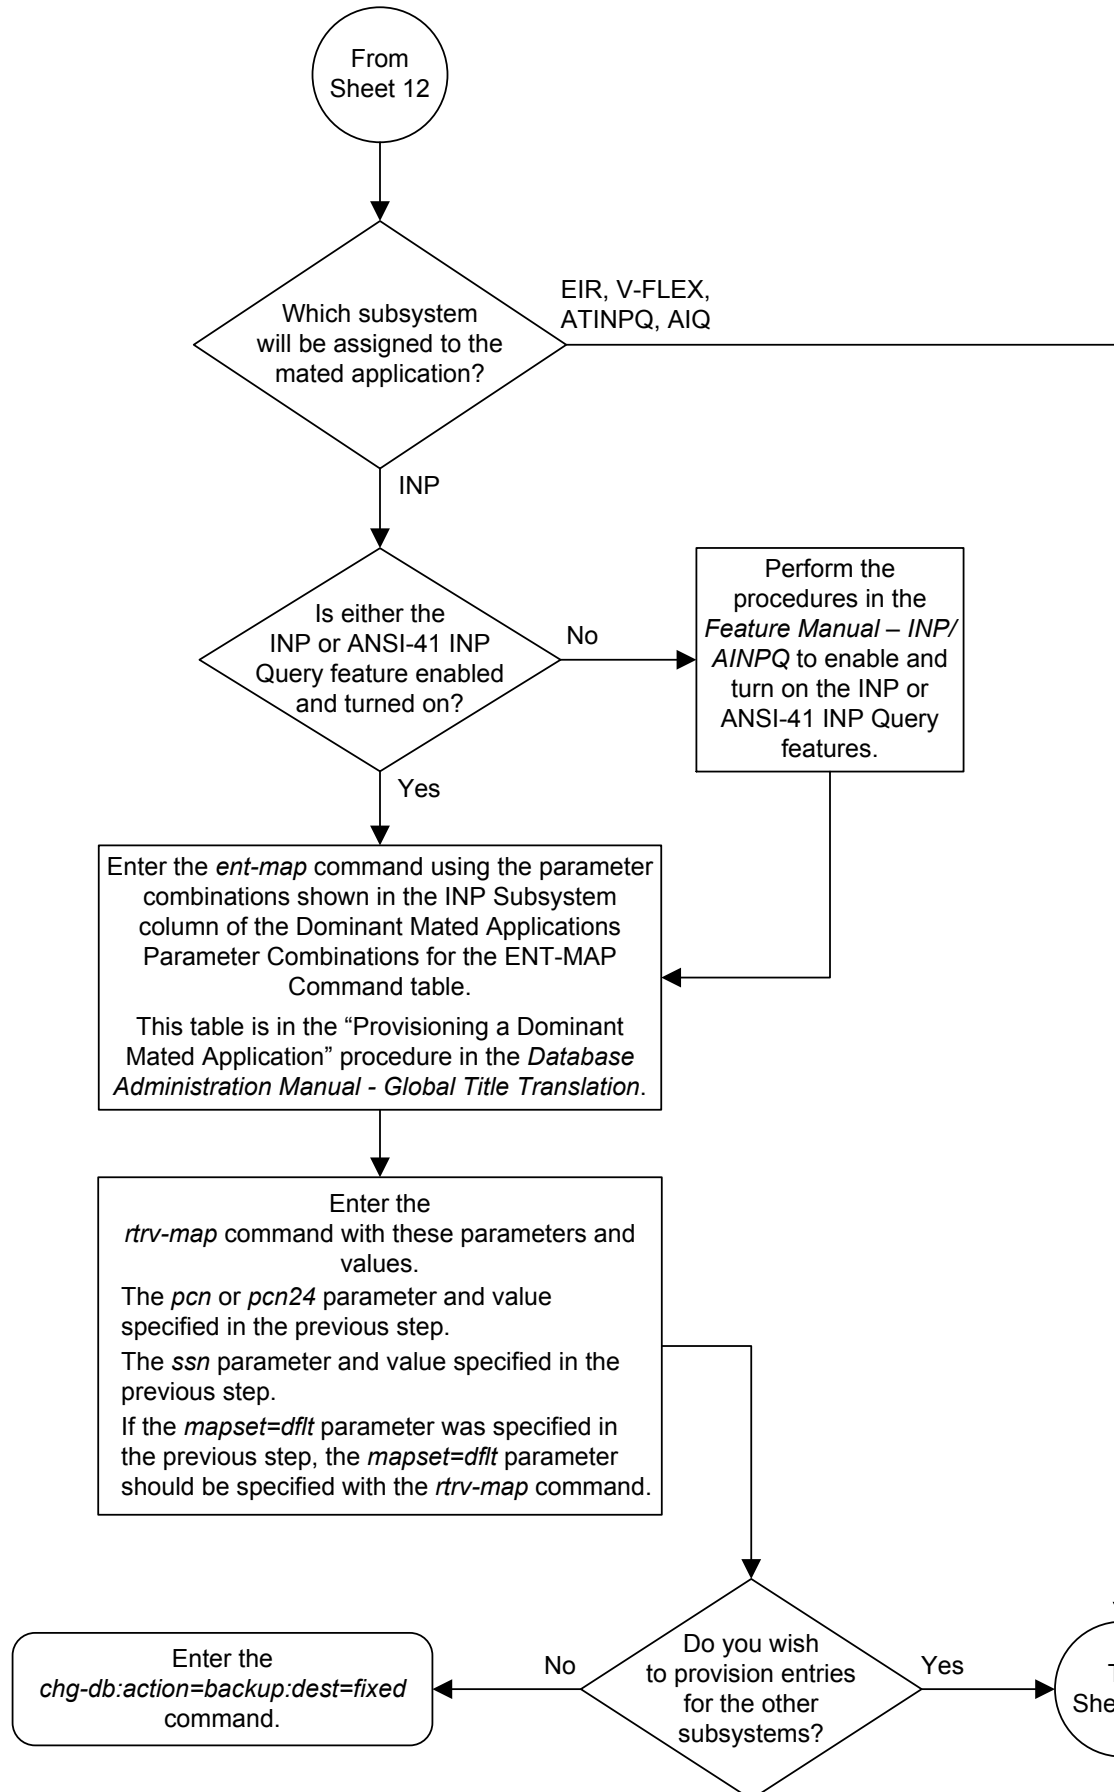 From
Sheet 12
Which subsystem
will be assigned to the
mated application?
EIR, V-FLEX,
ATINPQ, AIQ
INP
Is either the
INP or ANSI-41 INP
Query feature enabled
and turned on?
No
Perform the
procedures in the
Feature Manual – INP/
AINPQ to enable and
turn on the INP or
ANSI-41 INP Query
features.
Yes
Enter the ent-map command using the parameter
combinations shown in the INP Subsystem
column of the Dominant Mated Applications
Parameter Combinations for the ENT-MAP
Command table.
This table is in the “Provisioning a Dominant
Mated Application” procedure in the Database
Administration Manual - Global Title Translation.
Enter the
rtrv-map command with these parameters and
values.
The pcn or pcn24 parameter and value
specified in the previous step.
The ssn parameter and value specified in the
previous step.
If the mapset=dflt parameter was specified in
the previous step, the mapset=dflt parameter
should be specified with the rtrv-map command.
Do you wish
to provision entries
for the other
subsystems?
No
Yes
Enter the
chg-db:action=backup:dest=fixed
command.